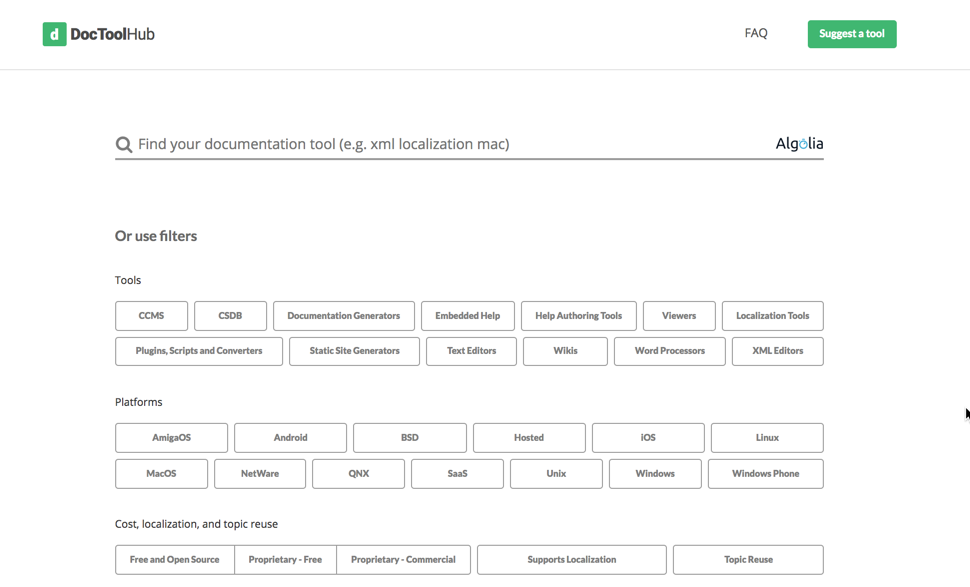 d DocToolHub
FAQ
Suggest a tool
Find your documentation tool (e.g. xml localization mac)
Algolia
Or use filters
Tools
CCMS CSDB Documentation Generators Embedded Help Help Authoring Tools Viewers Localization Tools
Plugins, Scripts and Converters Static Site Generators Text Editors Wikis Word Processors XML Editors
Platforms
AmigaOS Android BSD Hosted iOS Linux
MacOS NetWare QNX SaaS Unix Windows Windows Phone
Cost, localization, and topic reuse
Free and Open Source Proprietary - Free Proprietary - Commercial Supports Localization Topic Reuse